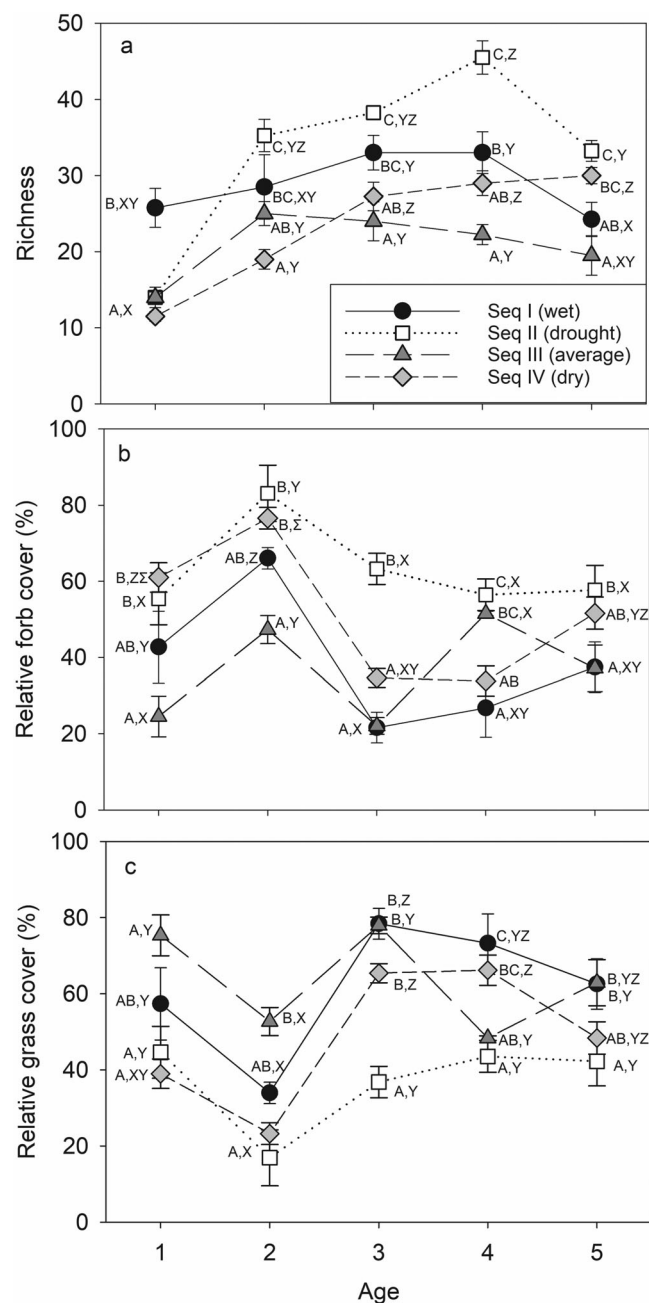 50
a
C,Z
40
C,YZ
C,YZ
C,Y
B,Y
BC,Y
30
B,XY
BC,XY
AB,Z
AB,Z
BC,Z
AB,Y
AB,X
20
A,Y
A,Y
A,Y
A,XY
A,X
10
0
Richness
Seq I (wet)
Seq II (drought)
Seq III (average)
Seq IV (dry)
100
b
80
B,Y
B,Σ
AB,Z
60
B,ZΣ
B,X
B,X
C,X
B,X
BC,X
AB,YZ
40
AB,Y
A,Y
A,XY
AB
A,XY
20
A,X
A,X
A,XY
0
Relative forb cover (%)
100
c
80
A,Y
B,Z
B,Y
C,YZ
60
AB,Y
B,X
B,Z
BC,Z
B,YZ
B,Y
40
A,Y
A,XY
AB,X
A,Y
AB,Y
A,Y
AB,YZ
A,Y
20
A,X
0
Relative grass cover (%)
1 2 3 4 5
Age